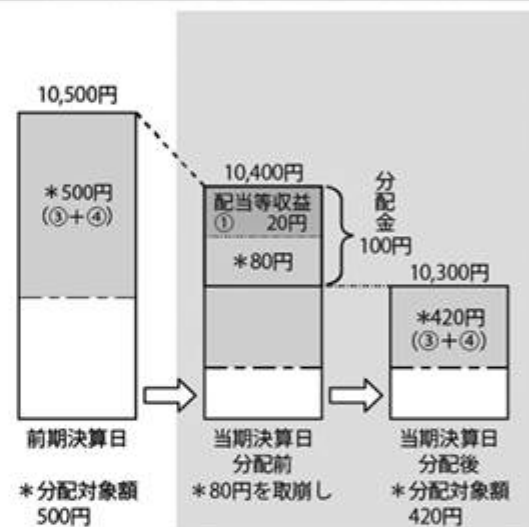 10,500円
*500円
(③+④)
前期決算日
*分配対象額
500円
10,400円
配当等収益
① 20円
*80円
分配金
100円
当期決算日
分配前
*80円を取崩し
10,300円
*420円
(③+④)
当期決算日
分配後
*分配対象額
420円